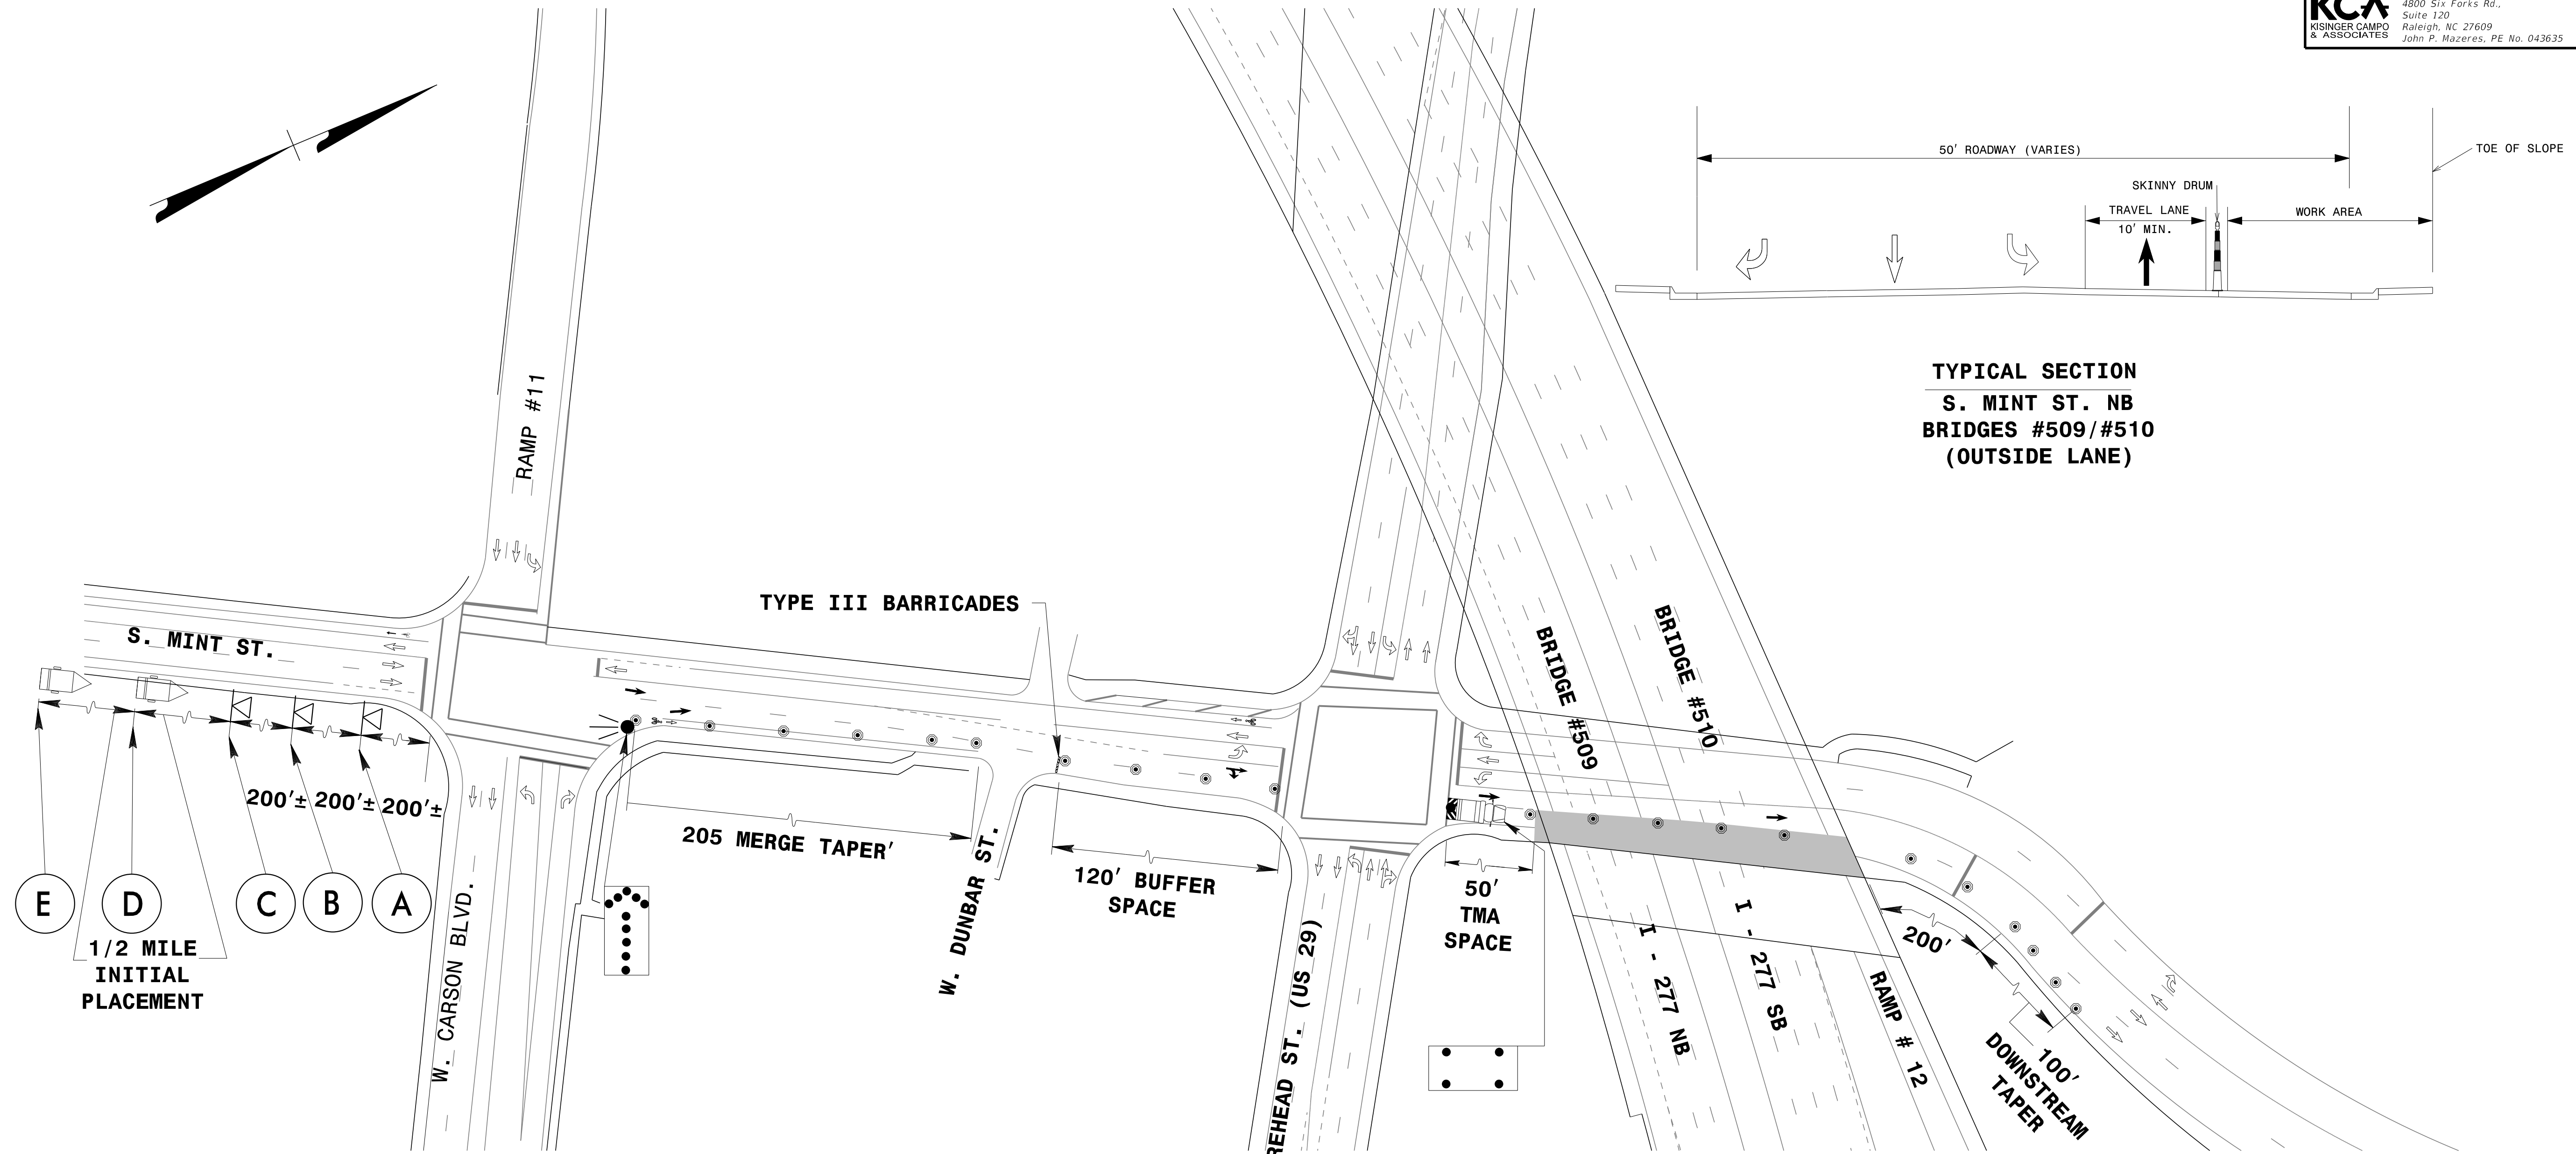 KCA
KISINGER CAMPO
& ASSOCIATES
4800 Six Forks Rd.,
Suite 120
Raleigh, NC 27609
John P. Mazeres, PE No. 043635
50' ROADWAY (VARIES)
TOE OF SLOPE
SKINNY DRUM
TRAVEL LANE
10' MIN.
WORK AREA
TYPICAL SECTION
S. MINT ST. NB
BRIDGES #509/#510
(OUTSIDE LANE)
RAMP #11
TYPE III BARRICADES
S. MINT ST.
BRIDGE #509
BRIDGE #510
200'± 200'± 200'±
E
D
C
B
A
1/2 MILE
INITIAL
PLACEMENT
W. CARSON BLVD.
205 MERGE TAPER'
W. DUNBAR ST.
120' BUFFER
SPACE
REHEAD ST. (US 29)
50'
TMA
SPACE
I - 277 NB
I - 277 SB
RAMP # 12
200'
100'
DOWNSTREAM
TAPER